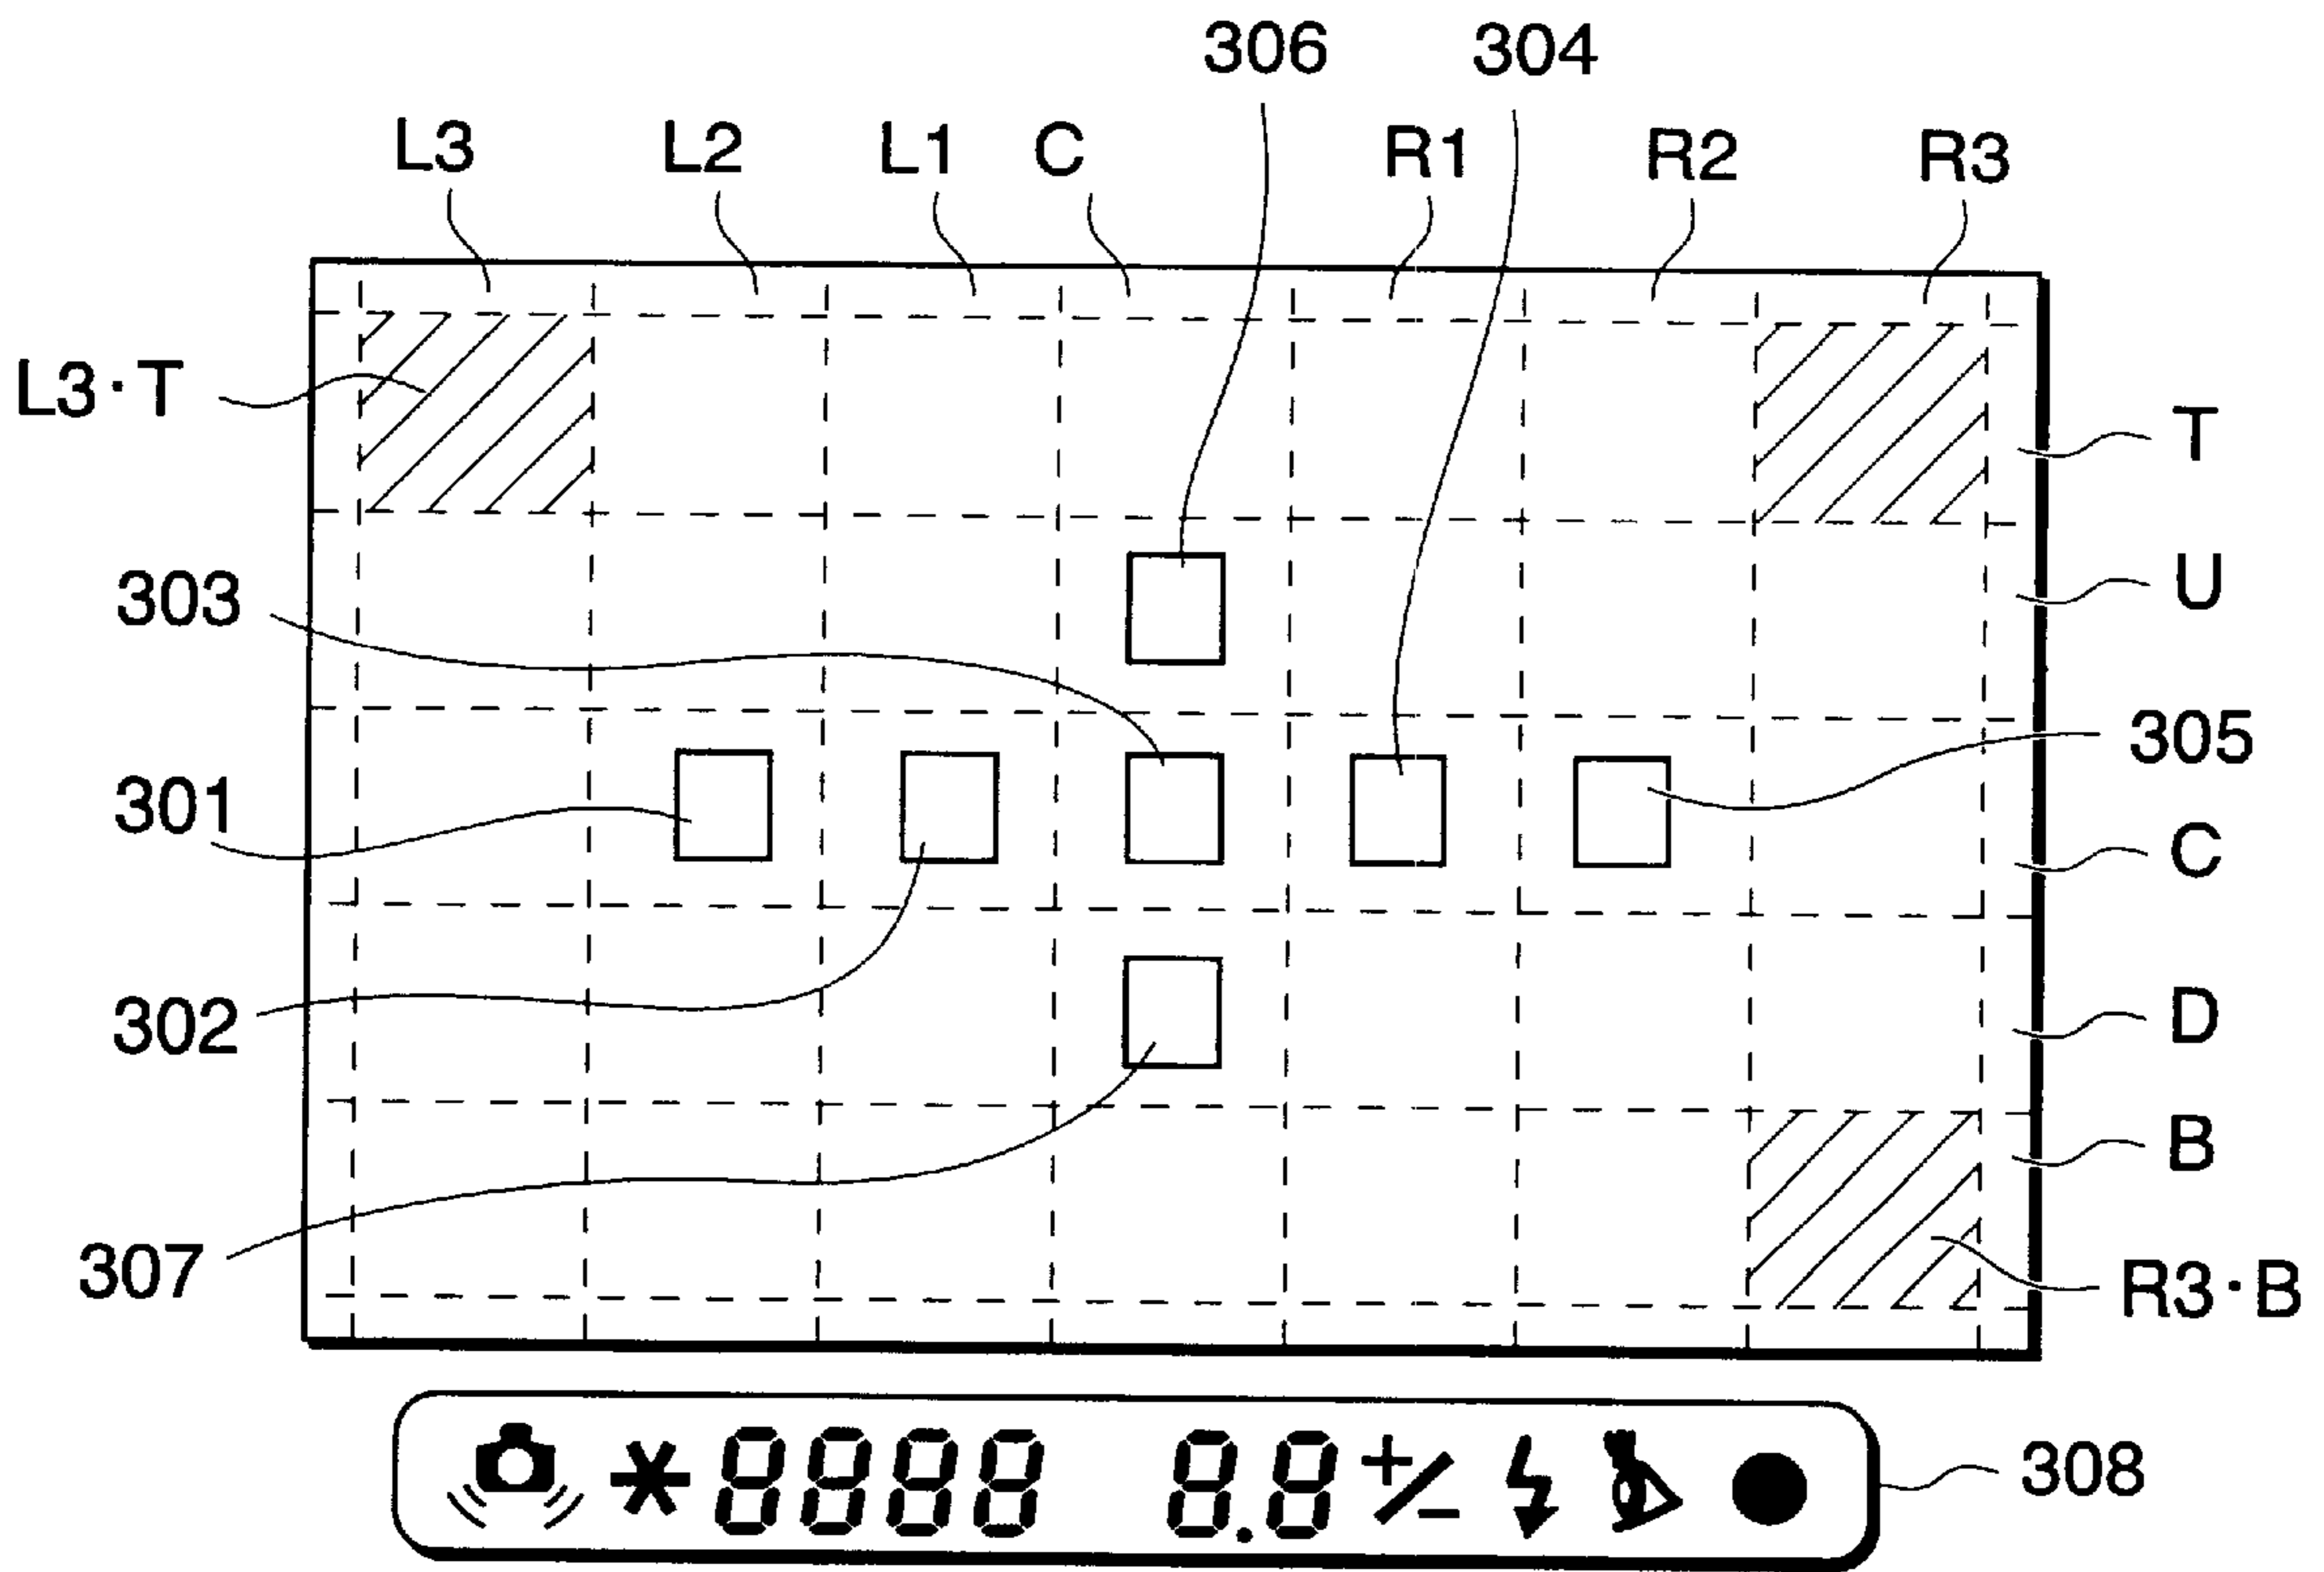 306 304
L3 L2 L1 C R1 R2 R3
L3·T
T
303
U
305
301
C
302
D
B
307
R3·B
* 8888 8.8 +/−
308